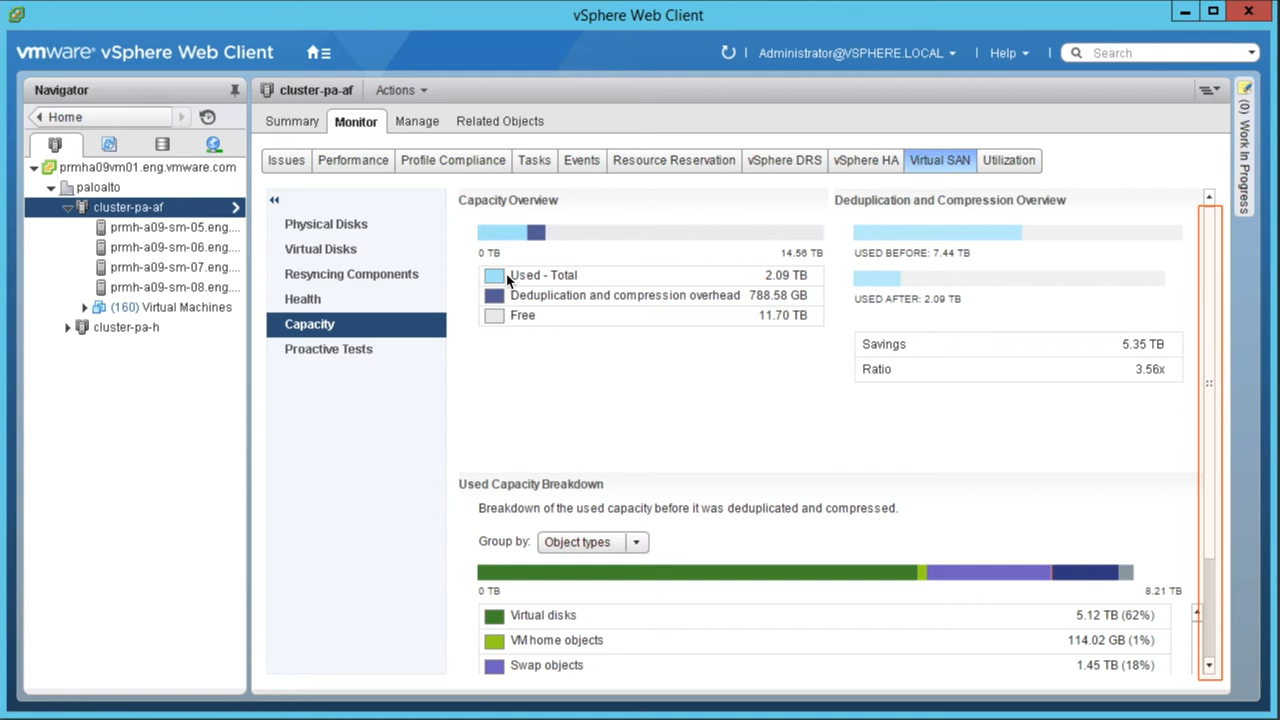 vSphere Web Client
vmware® vSphere Web Client
Administrator@VSPHERE.LOCAL
Help
Search
Navigator
Home
prmha09vm01.eng.vmware.com
paloalto
cluster-pa-af
prmh-a09-sm-05.eng....
prmh-a09-sm-06.eng....
prmh-a09-sm-07.eng....
prmh-a09-sm-08.eng....
(160) Virtual Machines
cluster-pa-h
cluster-pa-af
Actions
Summary
Monitor
Manage
Related Objects
Issues
Performance
Profile Compliance
Tasks
Events
Resource Reservation
vSphere DRS
vSphere HA
Virtual SAN
Utilization
Physical Disks
Virtual Disks
Resyncing Components
Health
Capacity
Proactive Tests
Capacity Overview
0 TB 14.56 TB
Used - Total 2.09 TB
Deduplication and compression overhead 788.58 GB
Free 11.70 TB
Deduplication and Compression Overview
USED BEFORE: 7.44 TB
USED AFTER: 2.09 TB
Savings 5.35 TB
Ratio 3.56x
Used Capacity Breakdown
Breakdown of the used capacity before it was deduplicated and compressed.
Group by: Object types
0 TB 8.21 TB
Virtual disks 5.12 TB (62%)
VM home objects 114.02 GB (1%)
Swap objects 1.45 TB (18%)
(0) Work In Progress